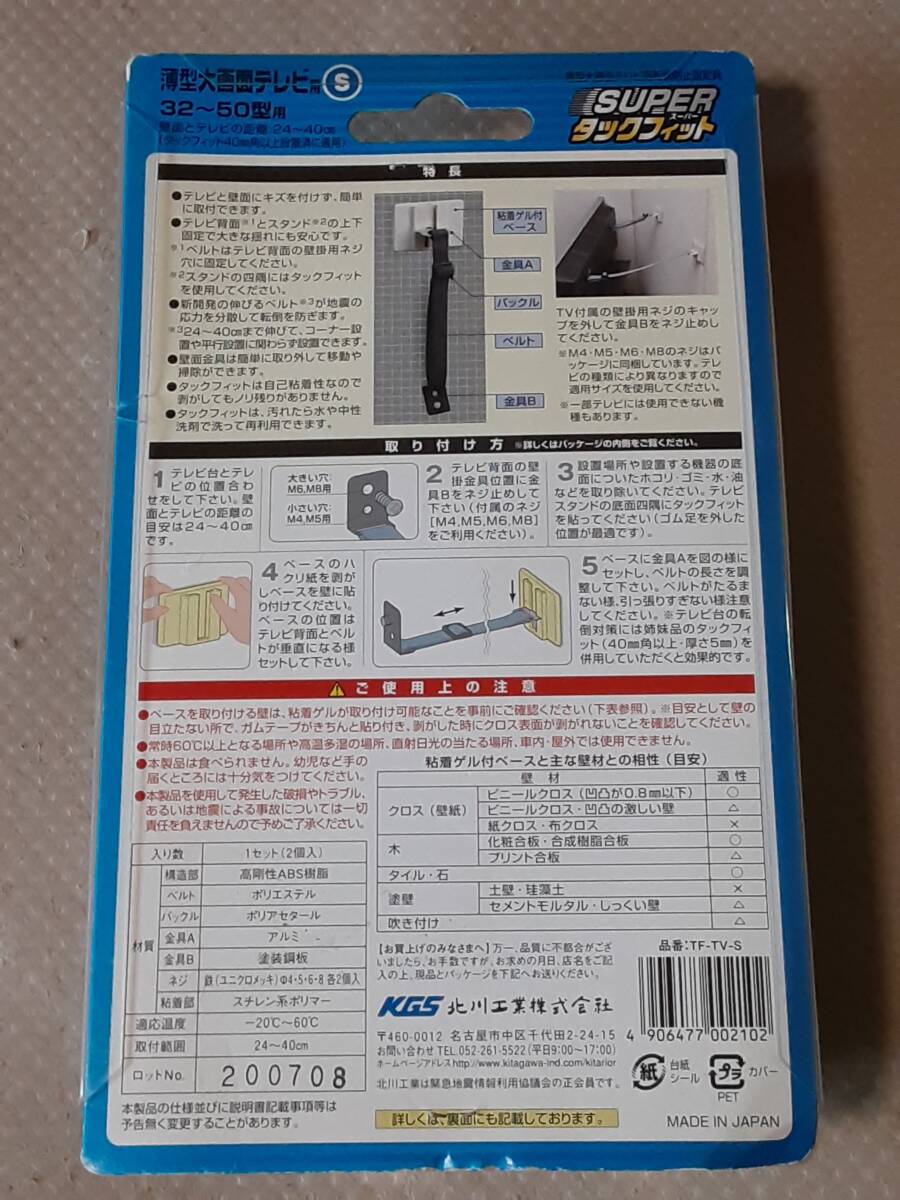 薄型大画面テレビ用 S
32～50型用
壁面とテレビの距離 24～40㎝
(タックフィット40㎜角以上設置済に適用)
SUPER
スーパー
タックフィット
特長
●テレビと壁面にキズを付けず、簡単
に取付できます。
●テレビ背面※1とスタンド※2の上下
固定で大きな揺れにも安心です。
※1ベルトはテレビ背面の壁掛用ネジ
穴に固定してください。
※2スタンドの四隅にはタックフィット
を使用してください。
●新開発の伸びるベルト※3が地震の
応力を分散して転倒を防ぎます。
※324～40㎝まで伸びて、コーナー設
置や平行設置に関わらず設置できます。
●壁面金具は簡単に取り外して移動や
掃除ができます。
●タックフィットは自己粘着性なので
剥がしてもノリ残りがありません。
●タックフィットは、汚れたら水や中性
洗剤で洗って再利用できます。
粘着ゲル付
ベース
金具A
バックル
ベルト
金具B
TV付属の壁掛用ネジのキャッ
プを外して金具Bをネジ止めし
てください。
※M4・M5・M6・M8のネジはパ
ッケージに同梱しています。テレ
ビの種類により異なりますので
適用サイズを使用してください。
※一部テレビには使用できない機
種もあります。
取り付け方 ※詳しくはパッケージの内側をご覧ください。
1 テレビ台とテレ
ビの位置合わ
せをして下さい。壁
面とテレビの距離の
目安は24～40㎝
です。
大きい穴:
M6,M8用
小さい穴:
M4,M5用
2 テレビ背面の壁
掛金具位置に金
具Bをネジ止めして
下さい(付属のネジ
[M4,M5,M6,M8]
をご利用ください)。
3 設置場所や設置する機器の底
面についたホコリ・ゴミ・水・油
などを取り除いてください。テレビ
スタンドの底面四隅にタックフィット
を貼ってください(ゴム足を外した
位置が最適です)。
4 ベースのハ
クリ紙を剥が
しベースを壁に貼
り付けてください。
ベースの位置は
テレビ背面とベル
トが垂直になる様
セットして下さい。
5 ベースに金具Aを図の様に
セットし、ベルトの長さを調
整して下さい。ベルトがたるま
ない様、引っ張りすぎない様注意
してください。※テレビ台の転
倒対策には姉妹品のタックフィ
ット(40㎜角以上・厚さ5㎜)を
併用していただくと効果的です。
ご使用上の注意
●ベースを取り付ける壁は、粘着ゲルが取り付け可能なことを事前にご確認ください(下表参照)。※目安として壁の
目立たない所で、ガムテープがきちんと貼り付き、剥がした時にクロス表面が剥がれないことを確認してください。
●常時60℃以上となる場所や高温多湿の場所、直射日光の当たる場所、車内・屋外では使用できません。
●本製品は食べられません。幼児など手の
届くところには十分気をつけてください。
●本製品を使用して発生した破損やトラブル、
あるいは地震による事故については一切
責任を負えませんので予めご了承ください。
粘着ゲル付ベースと主な壁材との相性(目安)
壁材 適性
クロス(壁紙) ビニールクロス(凹凸が0.8㎜以下) ○
ビニールクロス・凹凸の激しい壁 △
紙クロス・布クロス ×
木 化粧合板・合成樹脂合板 ○
プリント合板 △
タイル・石 ○
塗壁 土壁・珪藻土 ×
セメントモルタル・しっくい壁 △
吹き付け △
入り数 1セット(2個入)
材質 構造部 高剛性ABS樹脂
ベルト ポリエステル
バックル ポリアセタール
金具A アルミ
金具B 塗装鋼板
ネジ 鉄(ユニクロメッキ)Φ4・5・6・8 各2個入
粘着部 スチレン系ポリマー
適応温度 −20℃～60℃
取付範囲 24～40㎝
ロットNo. 200708
本製品の仕様並びに説明書記載事項等は
予告無く変更することがあります。
【お買上げのみなさまへ】万一、品質に不都合がござ
いましたら、お手数ですが、お求めの月日、店名をご記
入の上、現品とパッケージを下記へお送りください。
KGS 北川工業株式会社
〒460-0012 名古屋市中区千代田2-24-15
お問い合わせ TEL.052-261-5522(平日9:00～17:00)
ホームページアドレスhttp://www.kitagawa-ind.com/kitarior
北川工業は緊急地震情報利用協議会の正会員です。
詳しくは、裏面にも記載しております。
品番:TF-TV-S
4 906477 002102
紙 台紙
シール
プラ カバー
PET
MADE IN JAPAN